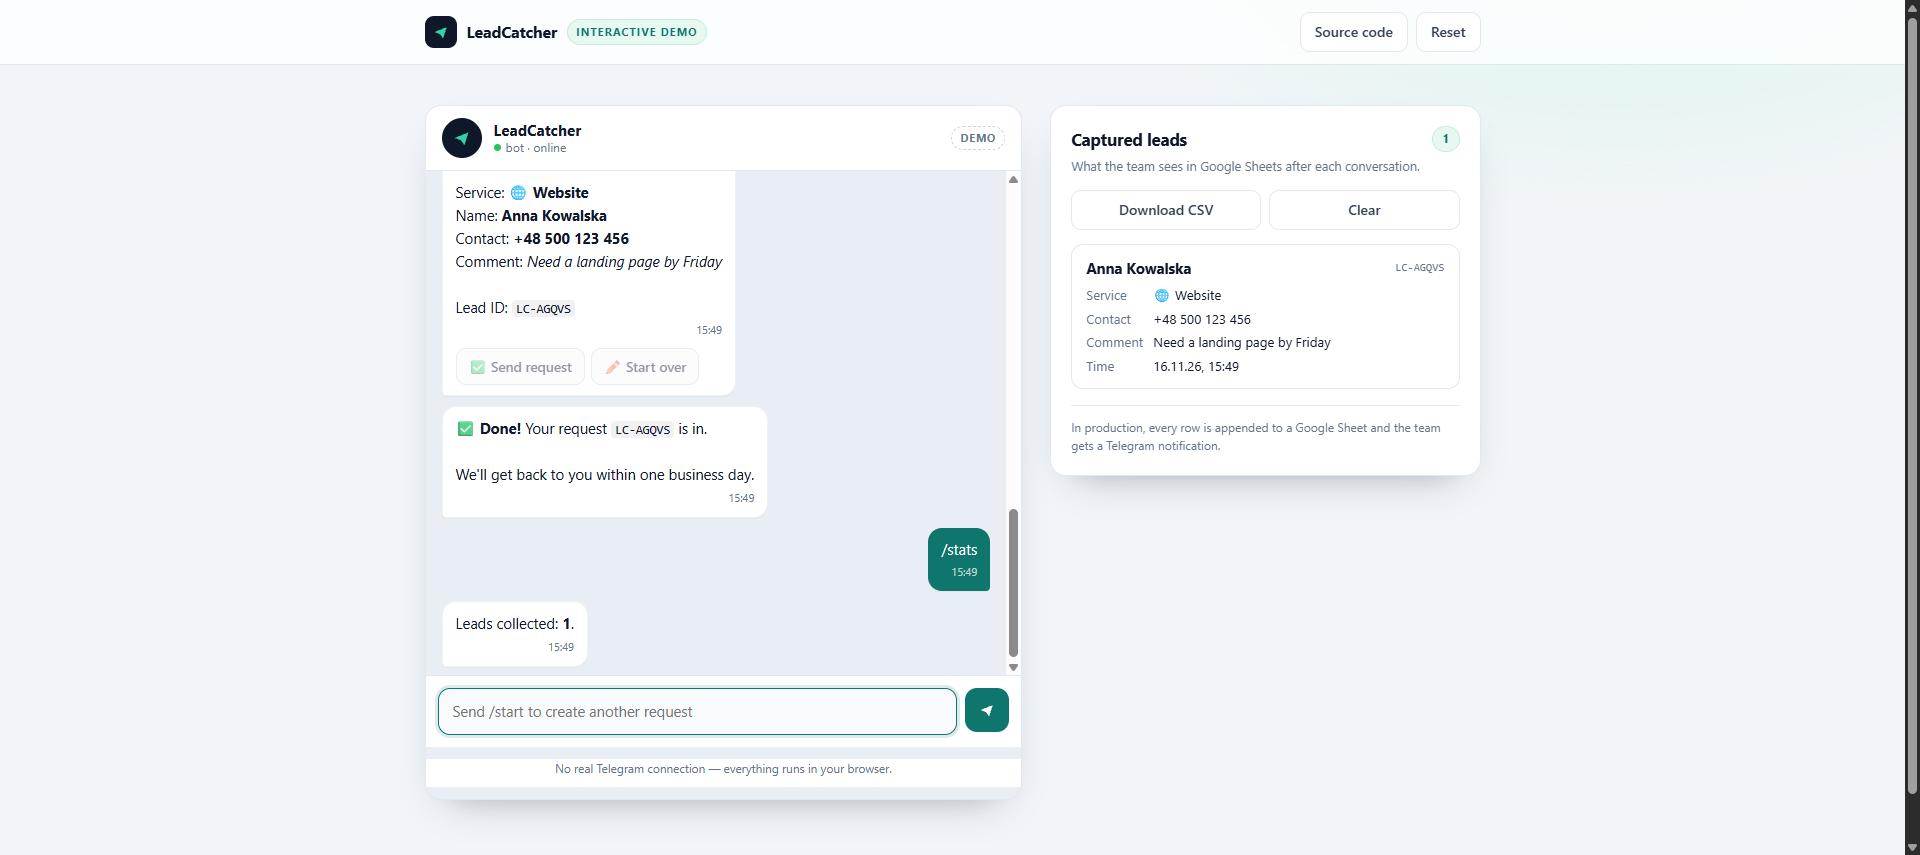 LeadCatcher
INTERACTIVE DEMO
Source code
Reset
LeadCatcher
bot · online
DEMO
Service: 🌐 Website
Name: Anna Kowalska
Contact: +48 500 123 456
Comment: Need a landing page by Friday
Lead ID: LC-AGQVS
15:49
✅ Send request
✏️ Start over
✅ Done! Your request LC-AGQVS is in.
We'll get back to you within one business day.
15:49
/stats
15:49
Leads collected: 1.
15:49
Send /start to create another request
No real Telegram connection — everything runs in your browser.
Captured leads
1
What the team sees in Google Sheets after each conversation.
Download CSV
Clear
Anna Kowalska
LC-AGQVS
Service 🌐 Website
Contact +48 500 123 456
Comment Need a landing page by Friday
Time 16.11.26, 15:49
In production, every row is appended to a Google Sheet and the team
gets a Telegram notification.